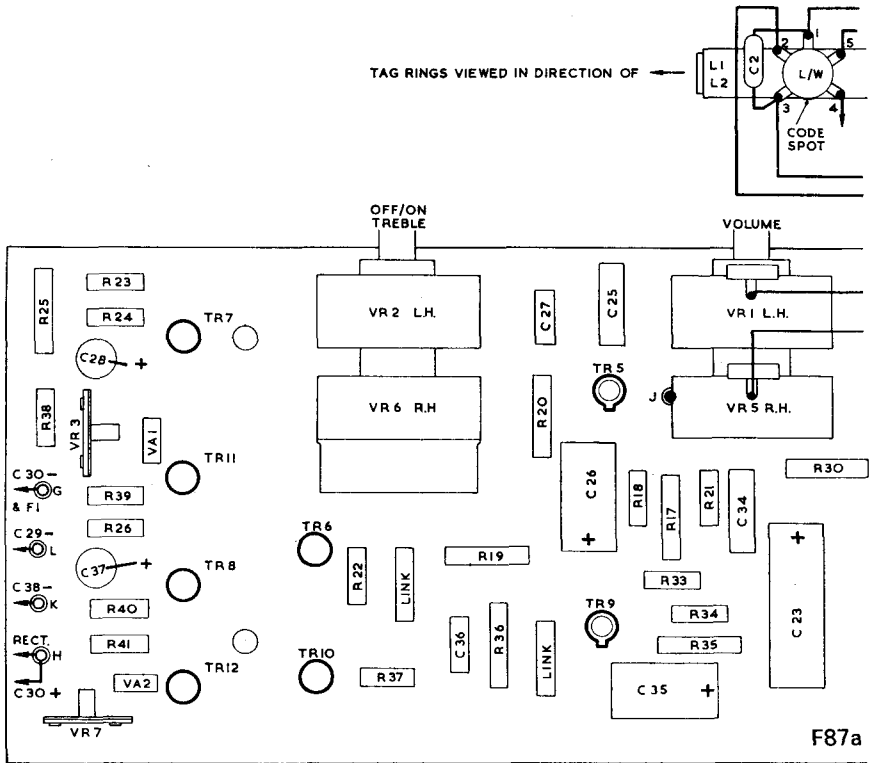 1
2
5
C2
L1
L2
L/W
TAG RINGS VIEWED IN DIRECTION OF
3
4
CODE
SPOT
OFF/ON
TREBLE
VOLUME
R25
R23
R24
TR7
C28
+
VR2 L.H.
C27
C25
VR1 L.H.
R38
VR3
VA1
VR6 R.H
R20
TR5
J
VR5 R.H.
C30-
G
& F1
TR11
R39
R26
C26
+
R18
R17
R21
C34
R30
C29-
L
C37
+
TR8
TR6
R22
LINK
R19
R33
C23
+
C38-
K
R40
R34
RECT.
H
R41
C36
R36
LINK
TR9
R35
C30+
VA2
TR12
TR10
R37
C35
+
VR7
F87a